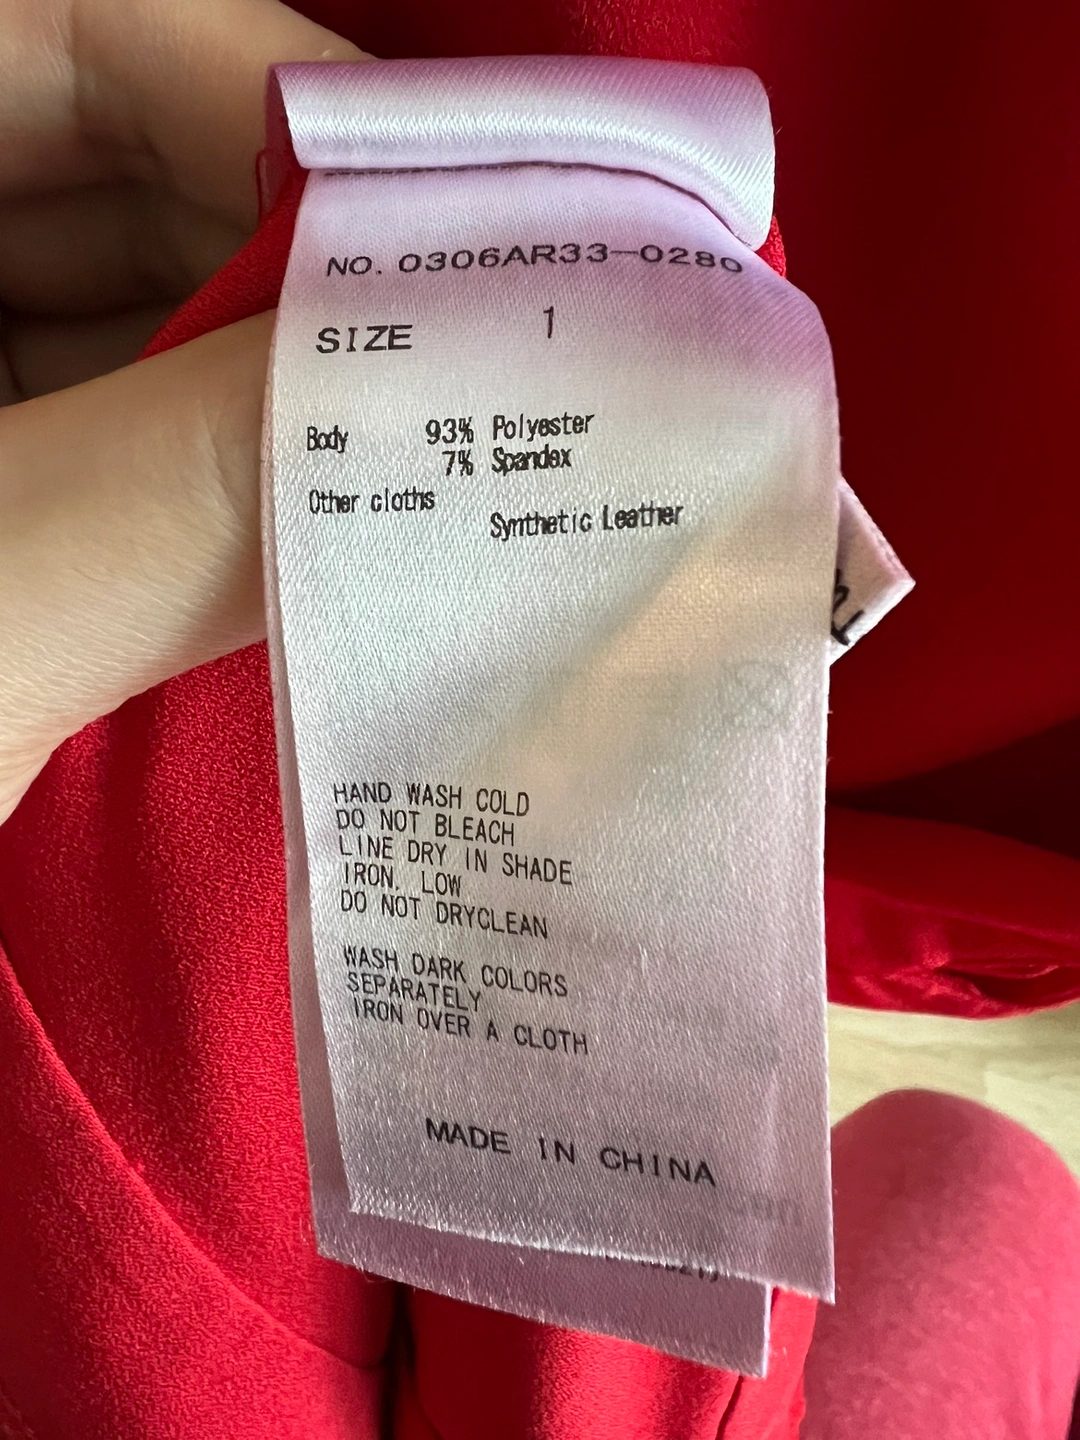 NO. 0306AR33-0280
SIZE 1
Body 93% Polyester
7% Spandex
Other cloths
Synthetic Leather
HAND WASH COLD
DO NOT BLEACH
LINE DRY IN SHADE
IRON, LOW
DO NOT DRYCLEAN
WASH DARK COLORS
SEPARATELY
IRON OVER A CLOTH
MADE IN CHINA